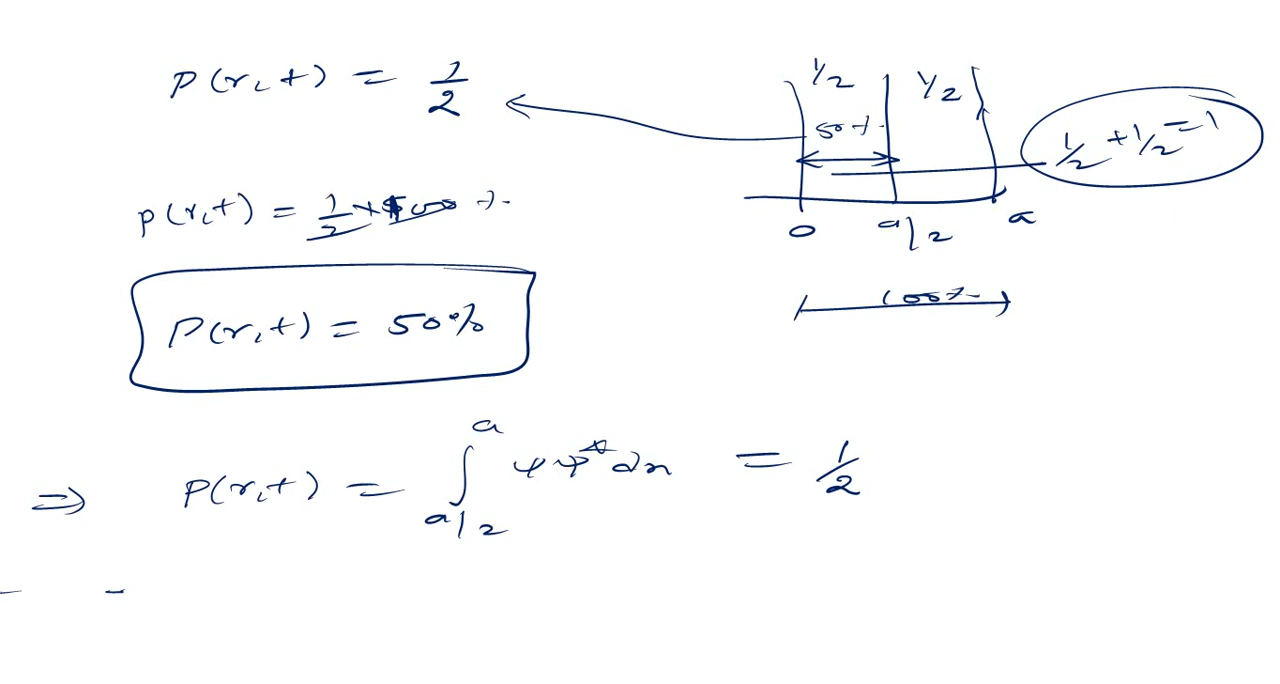 P(r,t) = 1/2
1/2 1/2
50%
1/2 + 1/2 = 1
0 a/2 a
P(r,t) = 1/2 × 100 %
100%
P(r,t) = 50%
⇒ P(r,t) = ∫_{a/2}^{a} ψψ* dx = 1/2